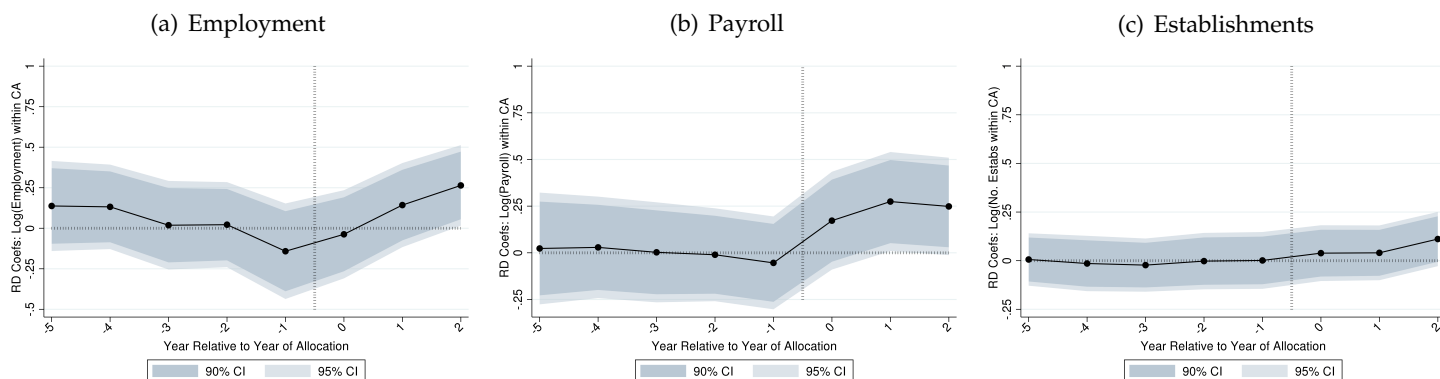 (a) Employment
RD Coefs: Log(Employment) within CA
1
.75
.5
.25
0
-.25
-.5
-5 -4 -3 -2 -1 0 1 2
Year Relative to Year of Allocation
90% CI 95% CI
(b) Payroll
RD Coefs: Log(Payroll) within CA
1
.75
.5
.25
0
-.25
-5 -4 -3 -2 -1 0 1 2
Year Relative to Year of Allocation
90% CI 95% CI
(c) Establishments
RD Coefs: Log(No. Estabs within CA)
1
.75
.5
.25
0
-.25
-5 -4 -3 -2 -1 0 1 2
Year Relative to Year of Allocation
90% CI 95% CI